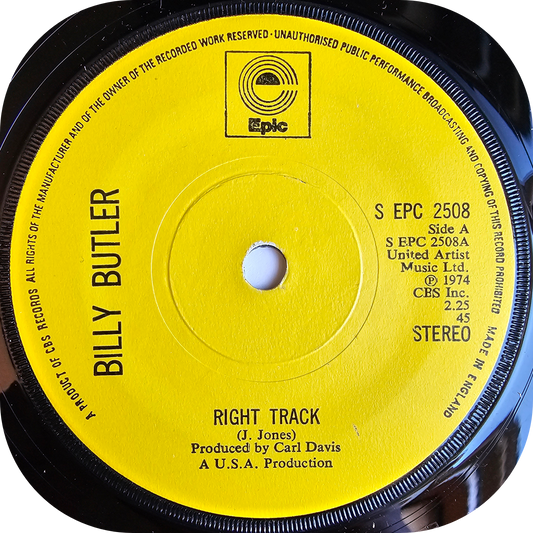 A PRODUCT OF CBS RECORDS ALL RIGHTS OF THE MANUFACTURER AND OF THE OWNER OF THE RECORDED WORK RESERVED · UNAUTHORISED PUBLIC PERFORMANCE BROADCASTING AND COPYING OF THIS RECORD PROHIBITED MADE IN ENGLAND
Epic
BILLY BUTLER
S EPC 2508
Side A
S EPC 2508A
United Artist
Music Ltd.
℗ 1974
CBS Inc.
2.25
45
STEREO
RIGHT TRACK
(J. Jones)
Produced by Carl Davis
A U.S.A. Production